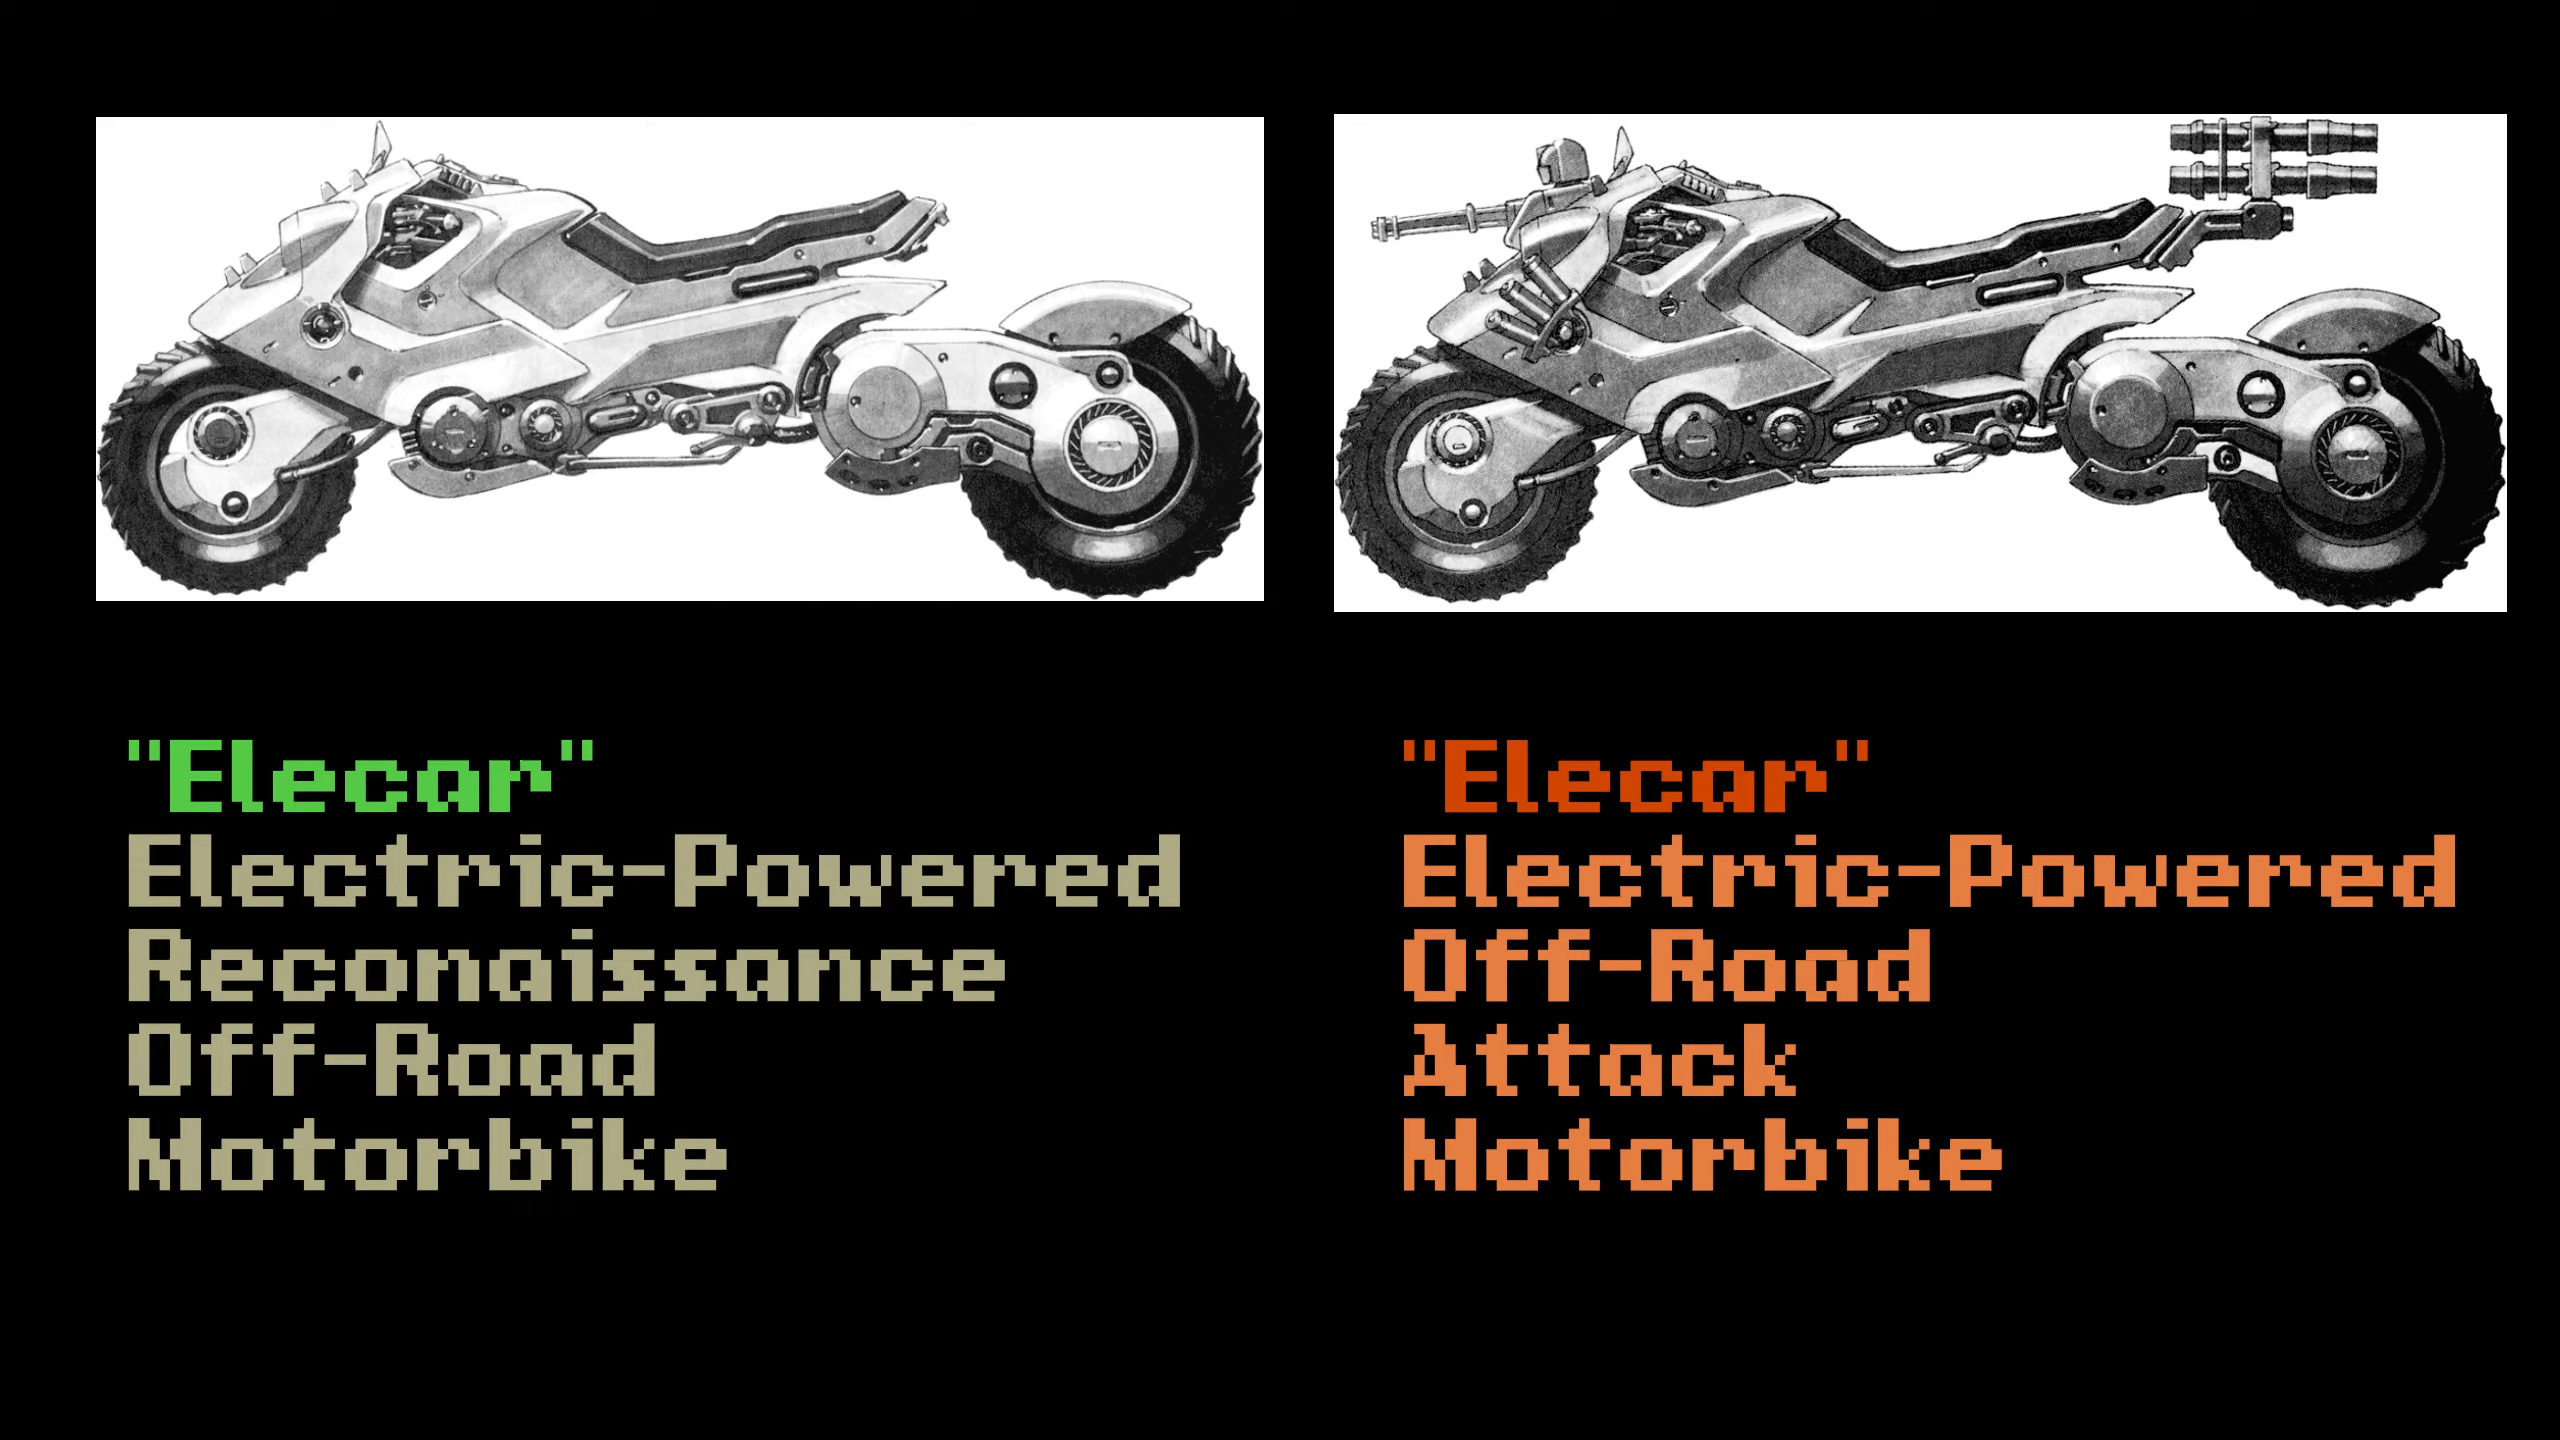 "Elecar"
Electric-Powered
Reconaissance
Off-Road
Motorbike
"Elecar"
Electric-Powered
Off-Road
Attack
Motorbike